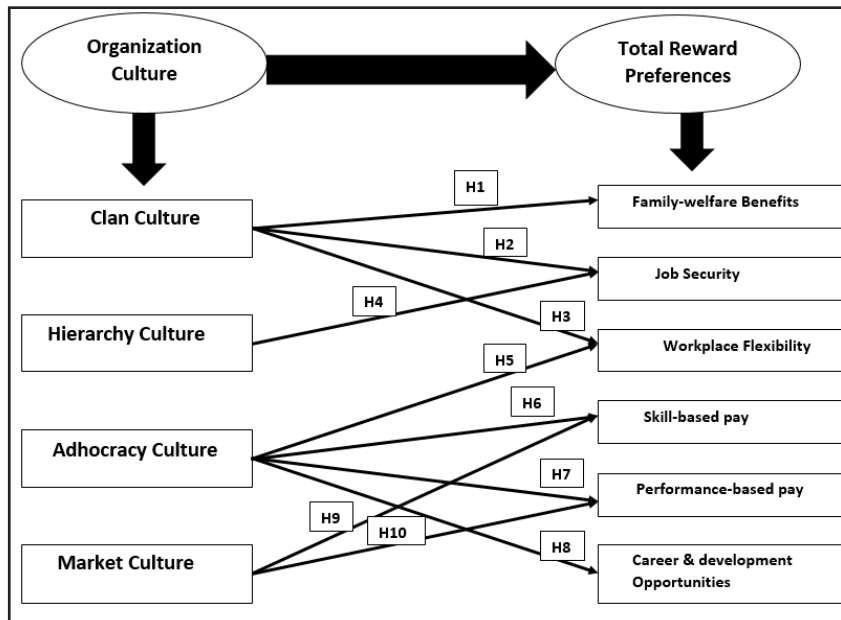 Organization
Culture
Total Reward
Preferences
H1
Clan Culture
Family-welfare Benefits
H2
Job Security
H4
H3
Hierarchy Culture
Workplace Flexibility
H5
H6
Skill-based pay
Adhocracy Culture
H7
Performance-based pay
H9
H10
H8
Market Culture
Career & development
Opportunities